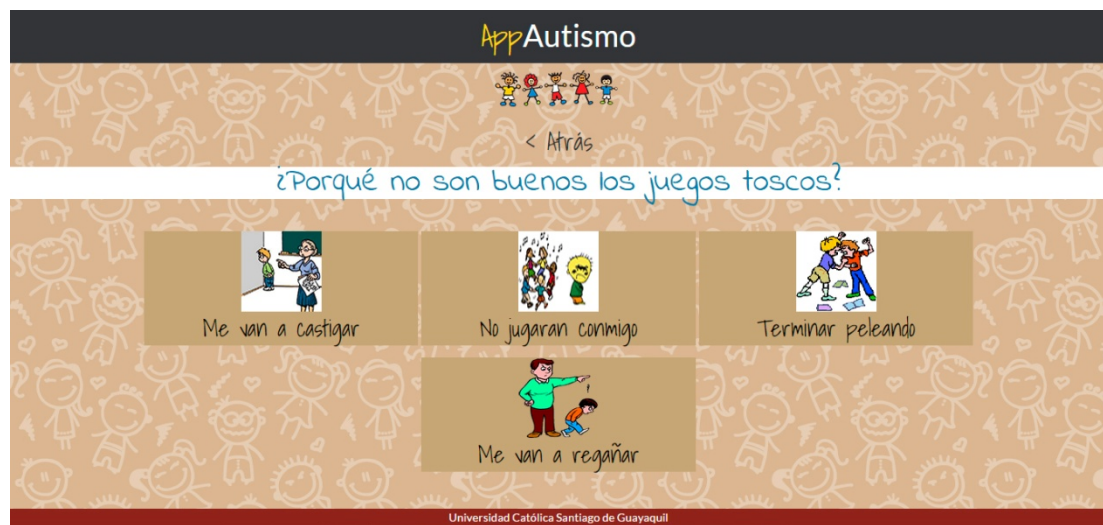 AppAutismo
< Atrás
¿Porqué no son buenos los juegos toscos?
Me van a castigar
No jugaran conmigo
Terminar peleando
Me van a regañar
Universidad Católica Santiago de Guayaquil